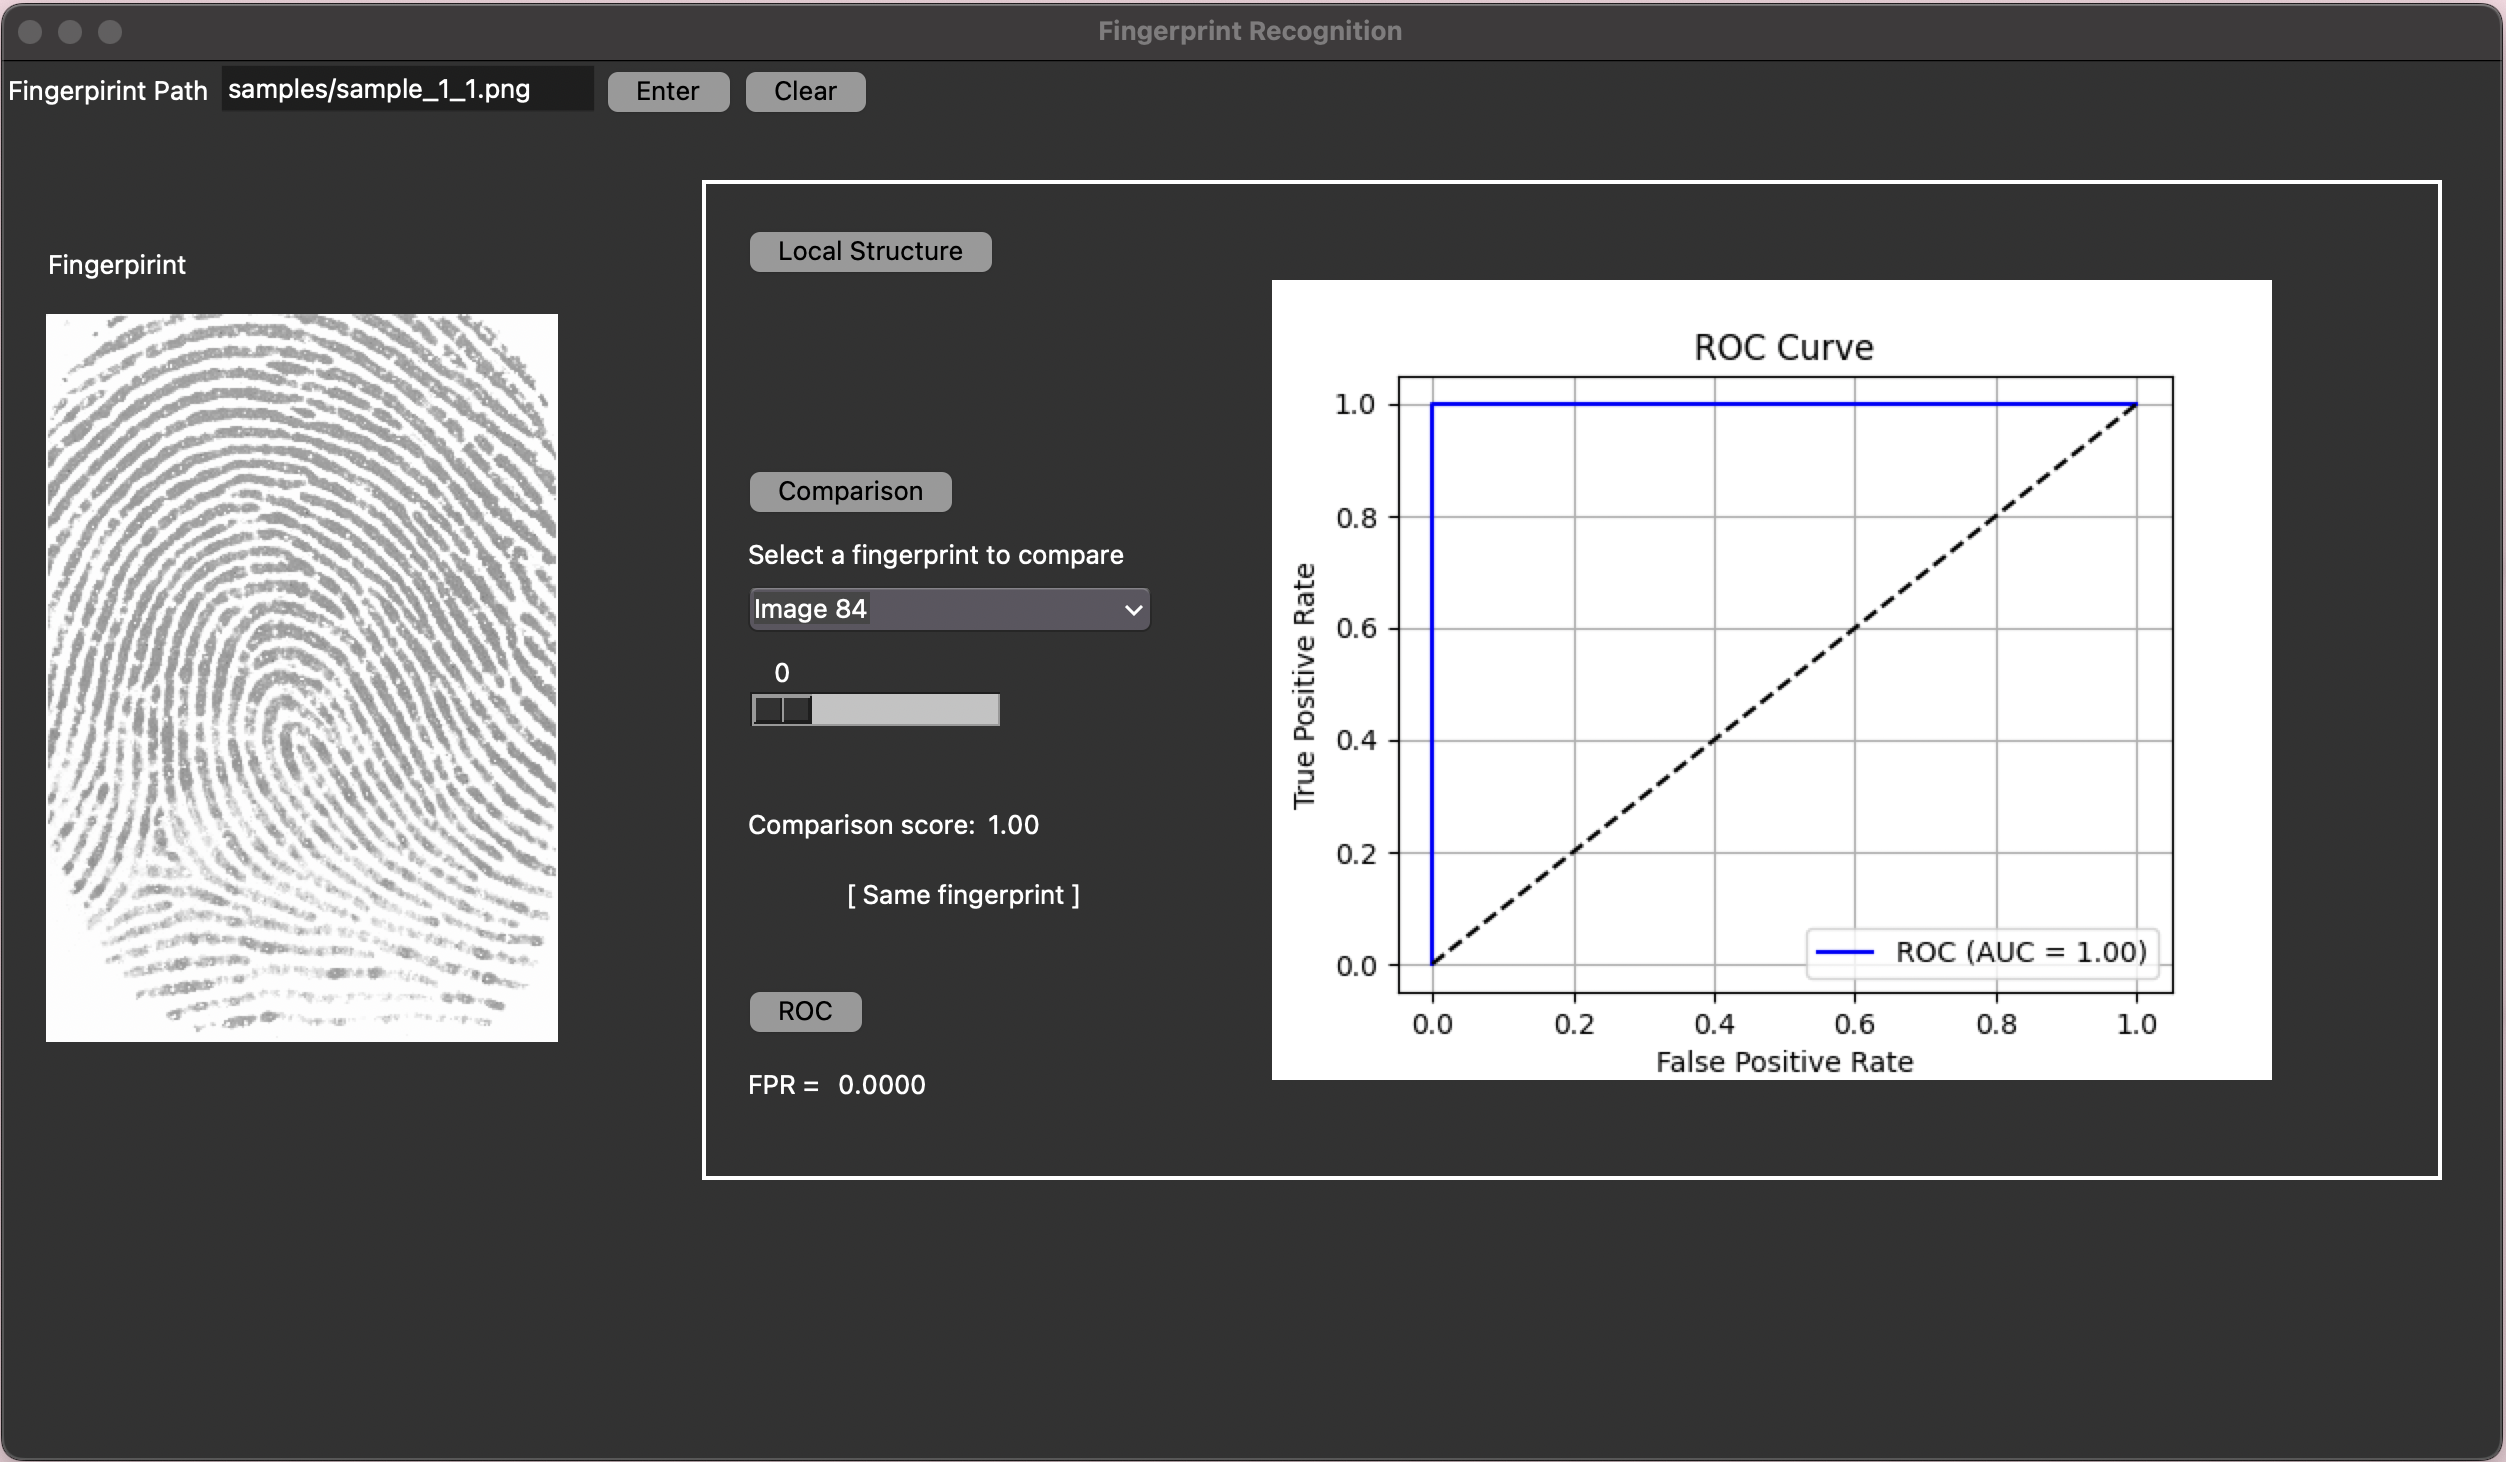 Fingerprint Recognition
Fingerpirint Path samples/sample_1_1.png Enter Clear
Fingerpirint
Local Structure
Comparison
Select a fingerprint to compare
Image 84
0
Comparison score: 1.00
[ Same fingerprint ]
ROC
FPR = 0.0000
ROC Curve
True Positive Rate
1.0
0.8
0.6
0.4
0.2
0.0
ROC (AUC = 1.00)
0.0 0.2 0.4 0.6 0.8 1.0
False Positive Rate